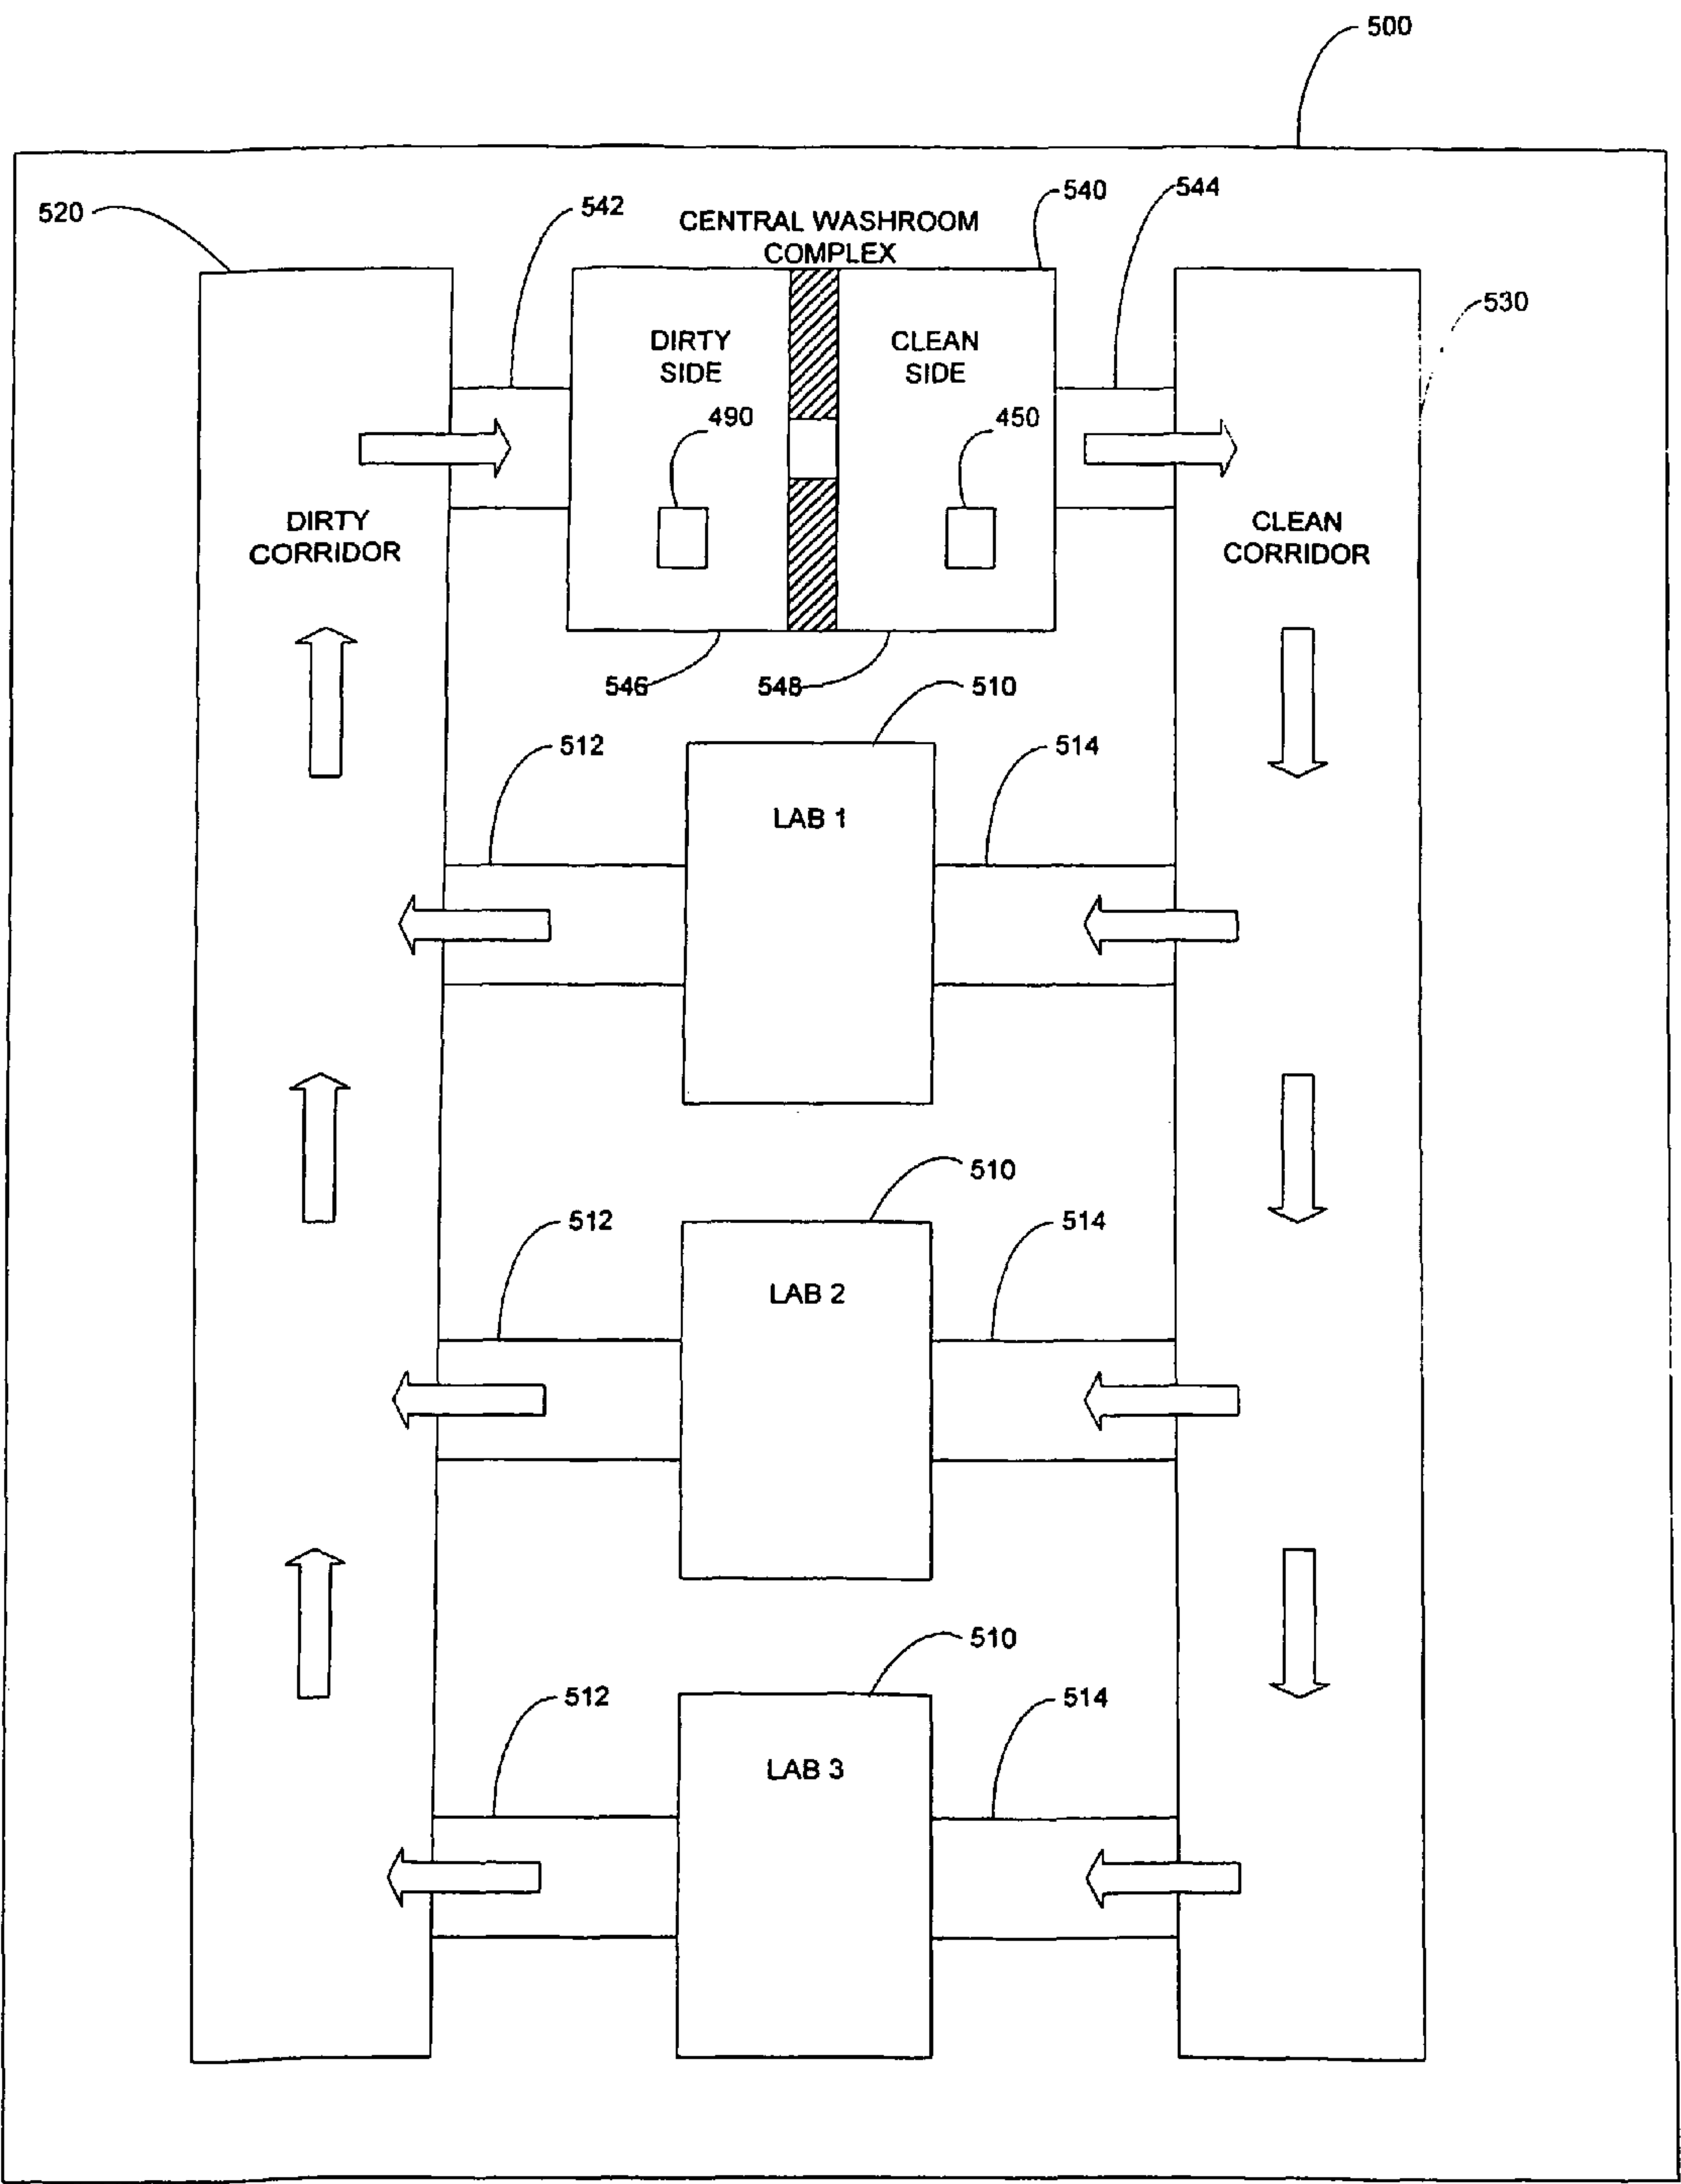 500
520
542
CENTRAL WASHROOM
COMPLEX
540
544
530
DIRTY
SIDE
CLEAN
SIDE
490
450
DIRTY
CORRIDOR
CLEAN
CORRIDOR
546
548
510
512
514
LAB 1
510
512
514
LAB 2
510
512
514
LAB 3